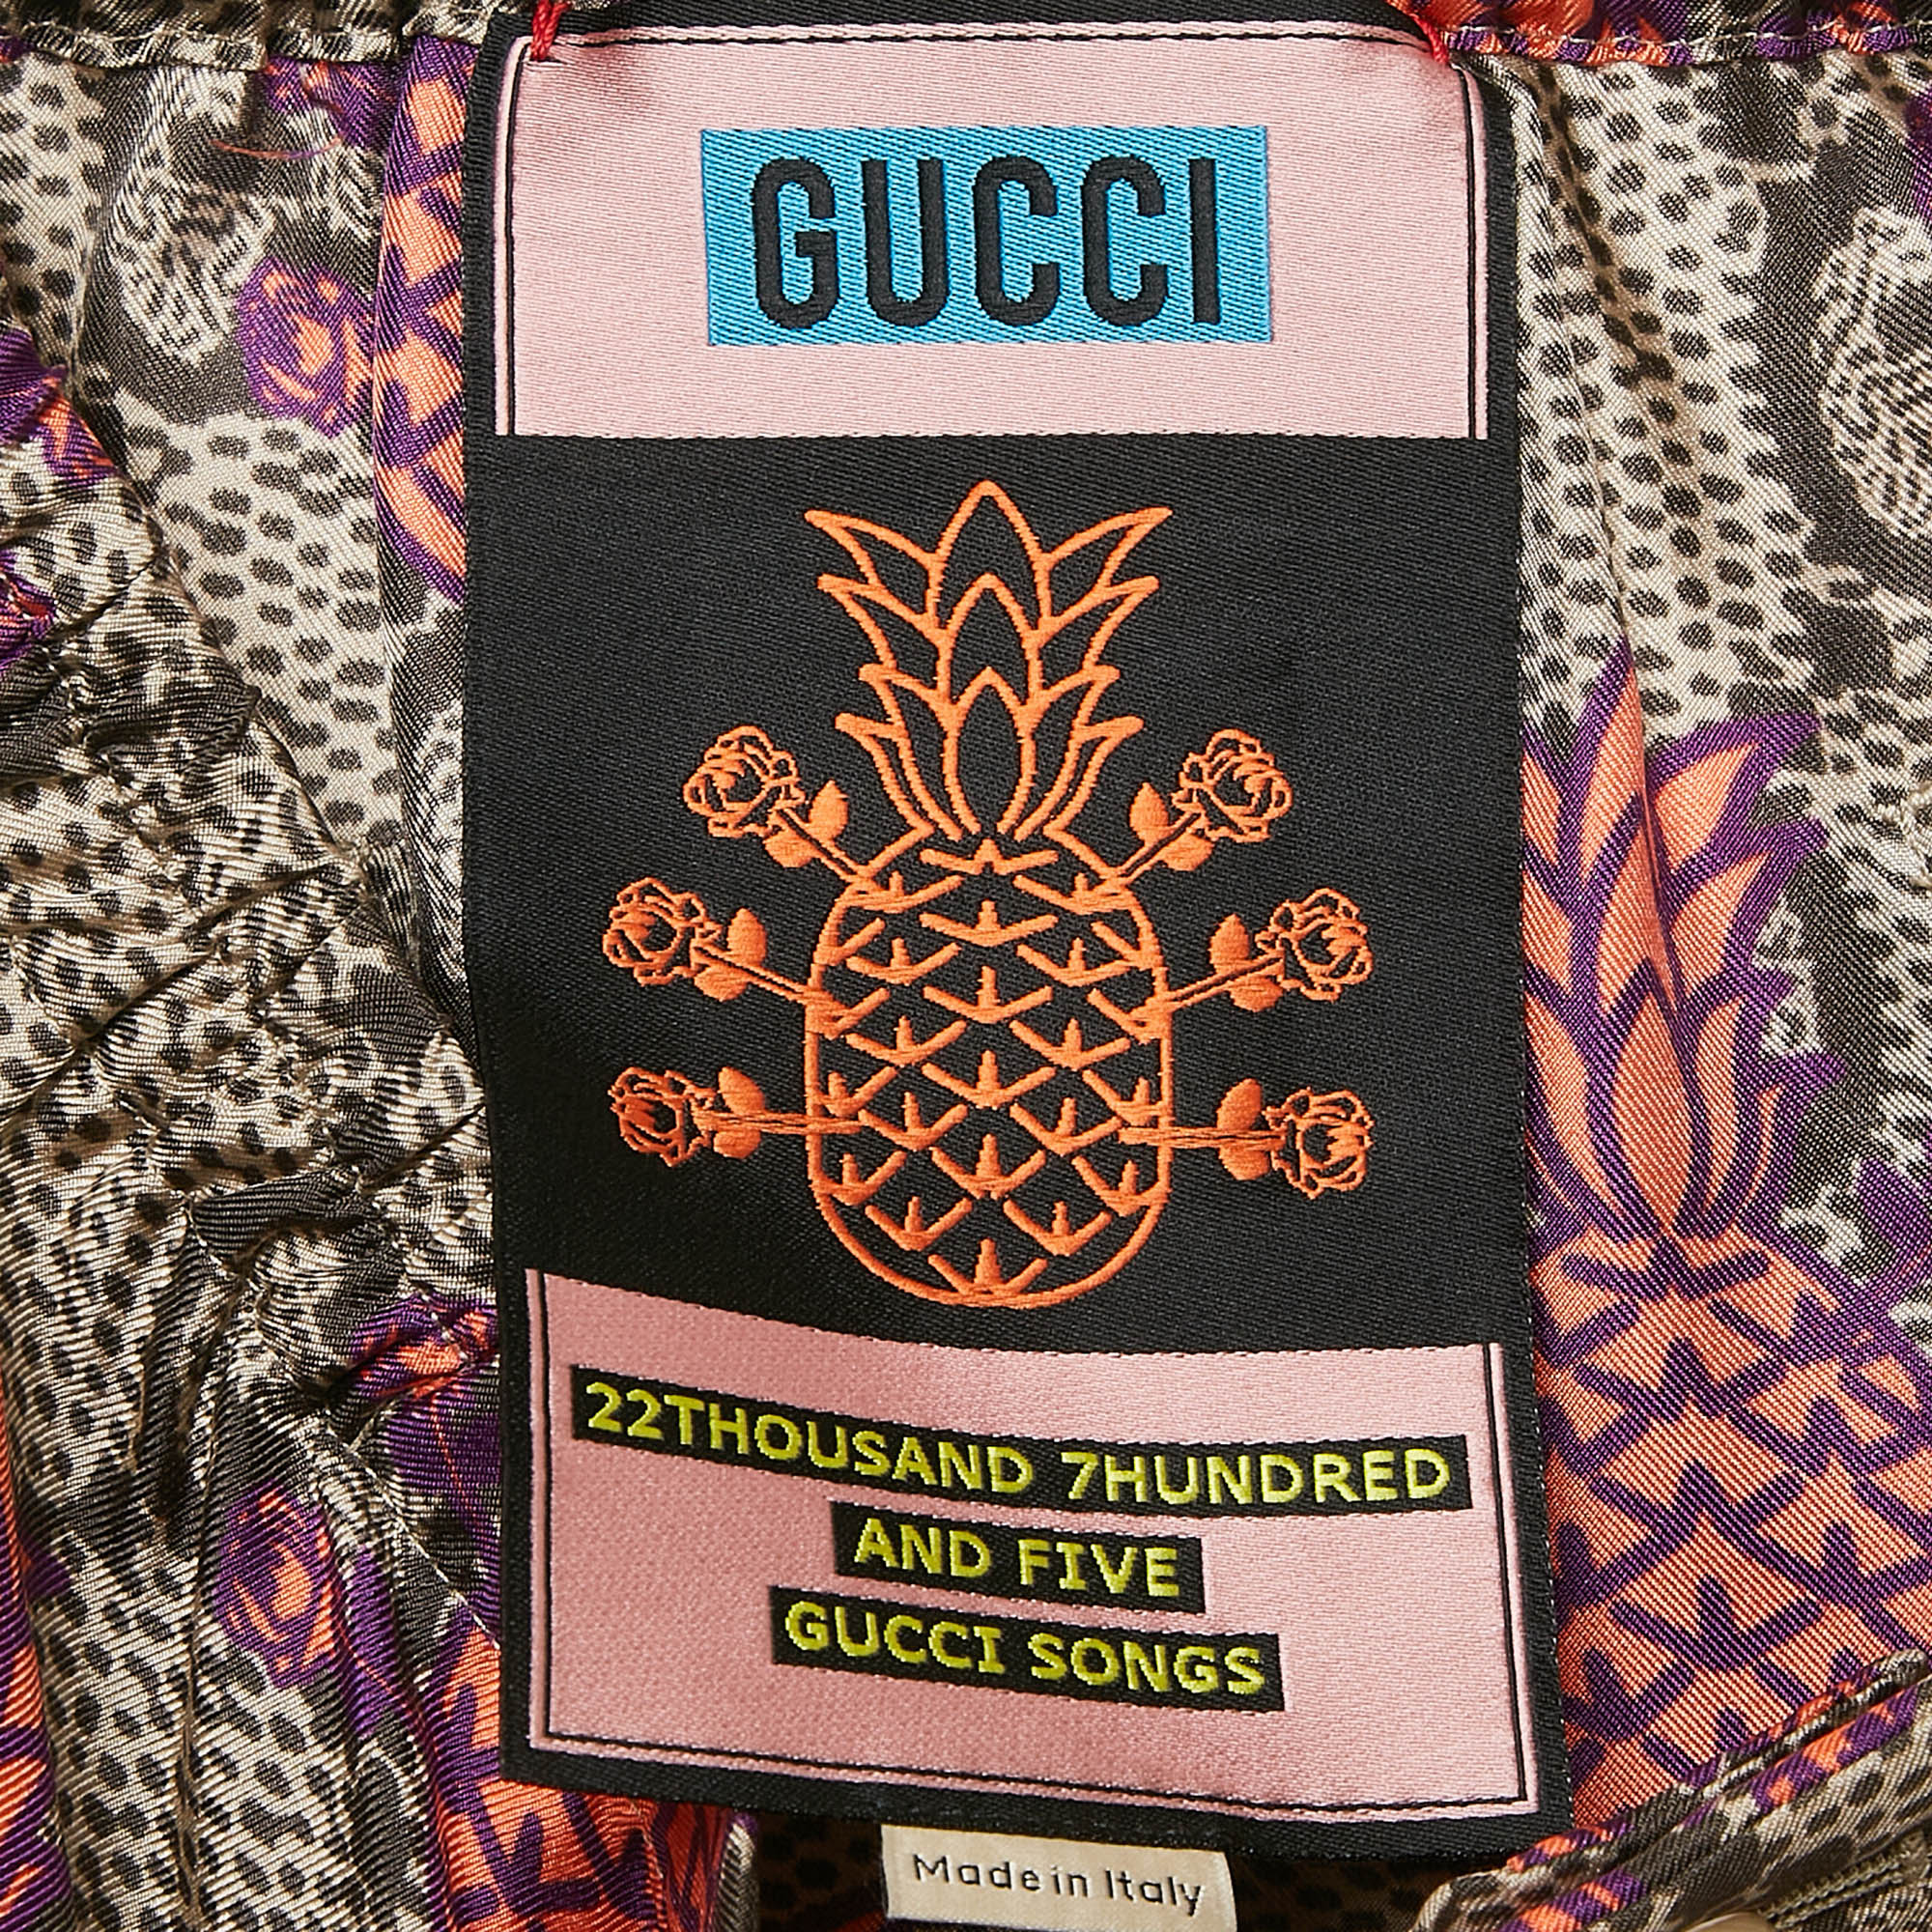 GUCCI
22THOUSAND 7HUNDRED
AND FIVE
GUCCI SONGS
Made in Italy